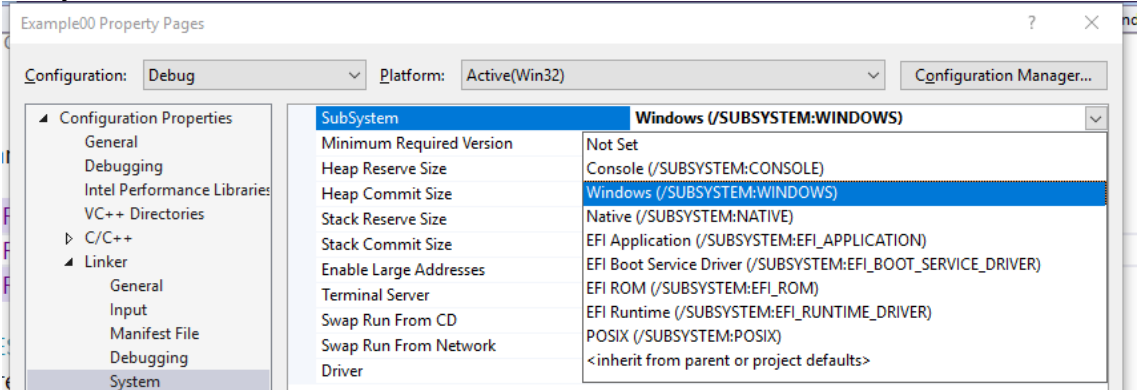 Example00 Property Pages
? ×
Configuration: Debug Platform: Active(Win32) Configuration Manager...
Configuration Properties
General
Debugging
Intel Performance Libraries
VC++ Directories
C/C++
Linker
General
Input
Manifest File
Debugging
System
SubSystem Windows (/SUBSYSTEM:WINDOWS)
Minimum Required Version
Heap Reserve Size
Heap Commit Size
Stack Reserve Size
Stack Commit Size
Enable Large Addresses
Terminal Server
Swap Run From CD
Swap Run From Network
Driver
Not Set
Console (/SUBSYSTEM:CONSOLE)
Windows (/SUBSYSTEM:WINDOWS)
Native (/SUBSYSTEM:NATIVE)
EFI Application (/SUBSYSTEM:EFI_APPLICATION)
EFI Boot Service Driver (/SUBSYSTEM:EFI_BOOT_SERVICE_DRIVER)
EFI ROM (/SUBSYSTEM:EFI_ROM)
EFI Runtime (/SUBSYSTEM:EFI_RUNTIME_DRIVER)
POSIX (/SUBSYSTEM:POSIX)
<inherit from parent or project defaults>